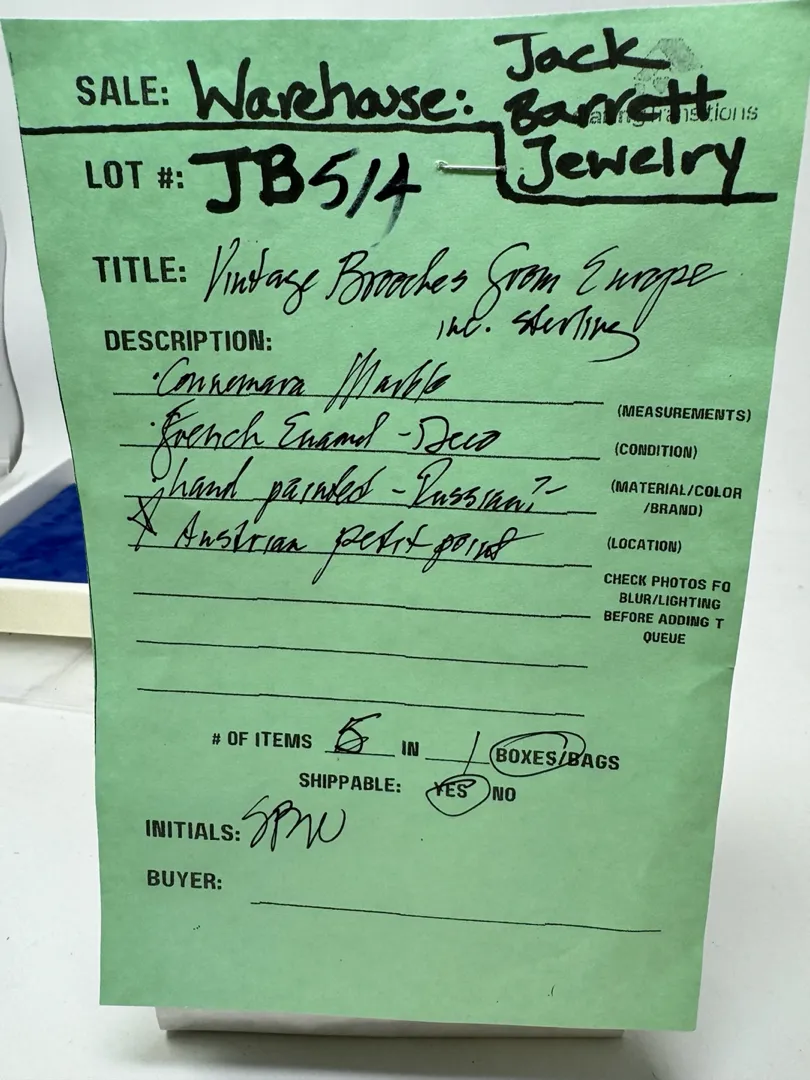 SALE: Warehouse: Jack
Barrett
Jewelry
LOT #: JB514
TITLE: Vintage Brooches from Europe
inc. sterling
DESCRIPTION:
· Connemara Marble
(MEASUREMENTS)
· French Enamel - Deco
(CONDITION)
· hand painted - Russian? -
(MATERIAL/COLOR
/BRAND)
Austrian petit point
(LOCATION)
CHECK PHOTOS FO
BLUR/LIGHTING
BEFORE ADDING T
QUEUE
# OF ITEMS 5 IN 1 BOXES/BAGS
SHIPPABLE: YES NO
INITIALS:
BUYER: